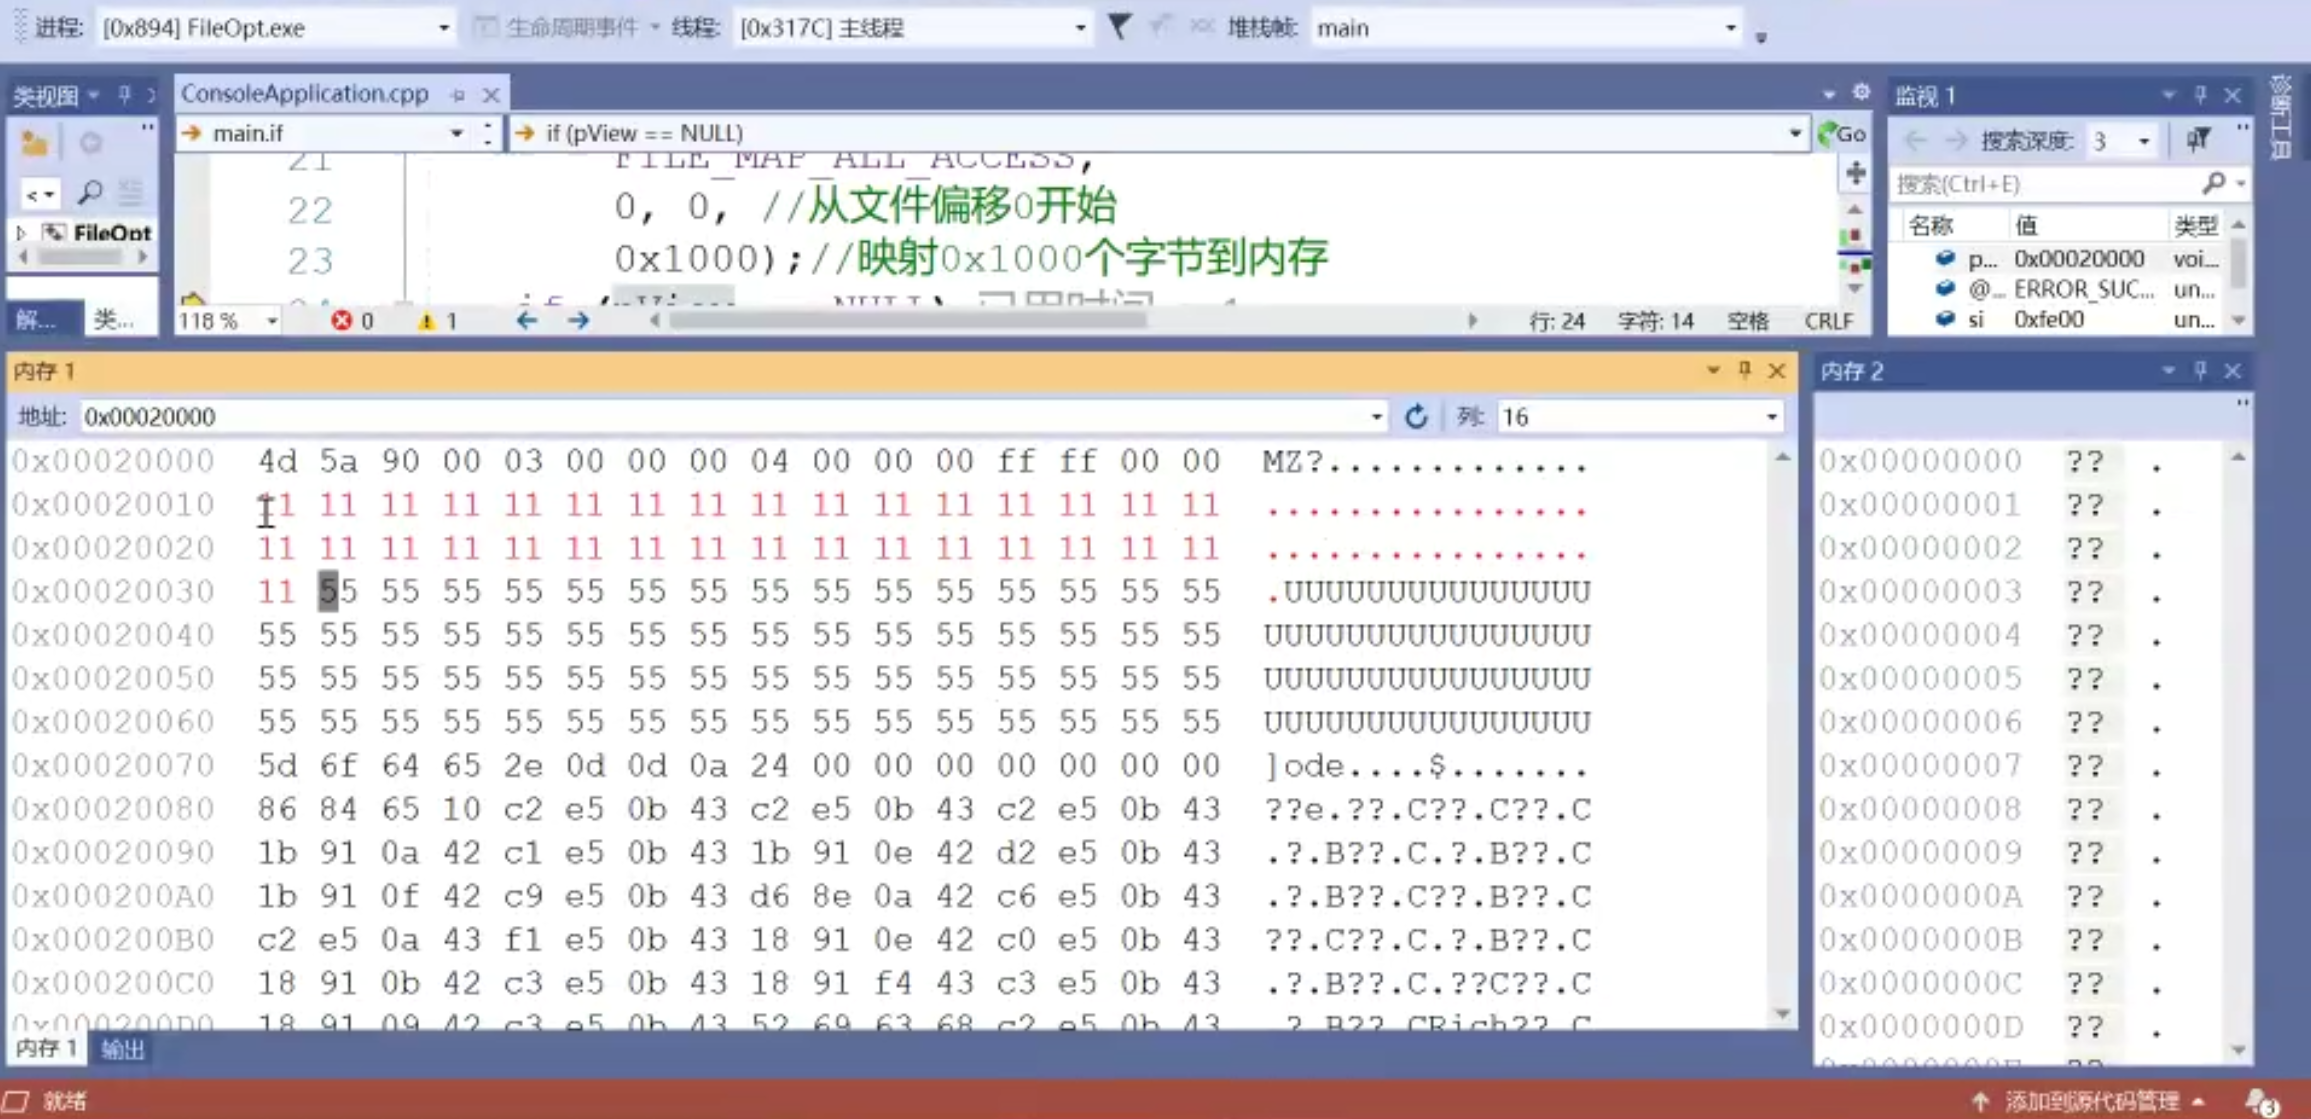 进程: [0x894] FileOpt.exe 生命周期事件 线程: [0x317C] 主线程 堆栈帧: main
类视图 ConsoleApplication.cpp
main.if if (pView == NULL) Go
21 FILE_MAP_ALL_ACCESS,
22 0, 0, //从文件偏移0开始
23 0x1000);//映射0x1000个字节到内存
FileOpt
解... 类...
118 % 0 1 行: 24 字符: 14 空格 CRLF
监视 1
搜索深度: 3
搜索(Ctrl+E)
名称 值 类型
p... 0x00020000 voi...
@... ERROR_SUC... un...
si 0xfe00 un...
诊断工具
内存 1
地址: 0x00020000 列: 16
0x00020000 4d 5a 90 00 03 00 00 00 04 00 00 00 ff ff 00 00 MZ?.............
0x00020010 11 11 11 11 11 11 11 11 11 11 11 11 11 11 11 11 ................
0x00020020 11 11 11 11 11 11 11 11 11 11 11 11 11 11 11 11 ................
0x00020030 11 55 55 55 55 55 55 55 55 55 55 55 55 55 55 55 .UUUUUUUUUUUUUUU
0x00020040 55 55 55 55 55 55 55 55 55 55 55 55 55 55 55 55 UUUUUUUUUUUUUUUU
0x00020050 55 55 55 55 55 55 55 55 55 55 55 55 55 55 55 55 UUUUUUUUUUUUUUUU
0x00020060 55 55 55 55 55 55 55 55 55 55 55 55 55 55 55 55 UUUUUUUUUUUUUUUU
0x00020070 5d 6f 64 65 2e 0d 0d 0a 24 00 00 00 00 00 00 00 ]ode....$.......
0x00020080 86 84 65 10 c2 e5 0b 43 c2 e5 0b 43 c2 e5 0b 43 ??e.??.C??.C??.C
0x00020090 1b 91 0a 42 c1 e5 0b 43 1b 91 0e 42 d2 e5 0b 43 .?.B??.C.?.B??.C
0x000200A0 1b 91 0f 42 c9 e5 0b 43 d6 8e 0a 42 c6 e5 0b 43 .?.B??.C??.B??.C
0x000200B0 c2 e5 0a 43 f1 e5 0b 43 18 91 0e 42 c0 e5 0b 43 ??.C??.C.?.B??.C
0x000200C0 18 91 0b 42 c3 e5 0b 43 18 91 f4 43 c3 e5 0b 43 .?.B??.C.??C??.C
0x000200D0 18 91 09 42 c3 e5 0b 43 52 69 63 68 c2 e5 0b 43 .?.B??.CRich??.C
内存 1 输出
内存 2
0x00000000 ?? .
0x00000001 ?? .
0x00000002 ?? .
0x00000003 ?? .
0x00000004 ?? .
0x00000005 ?? .
0x00000006 ?? .
0x00000007 ?? .
0x00000008 ?? .
0x00000009 ?? .
0x0000000A ?? .
0x0000000B ?? .
0x0000000C ?? .
0x0000000D ?? .
就绪 添加到源代码管理 3